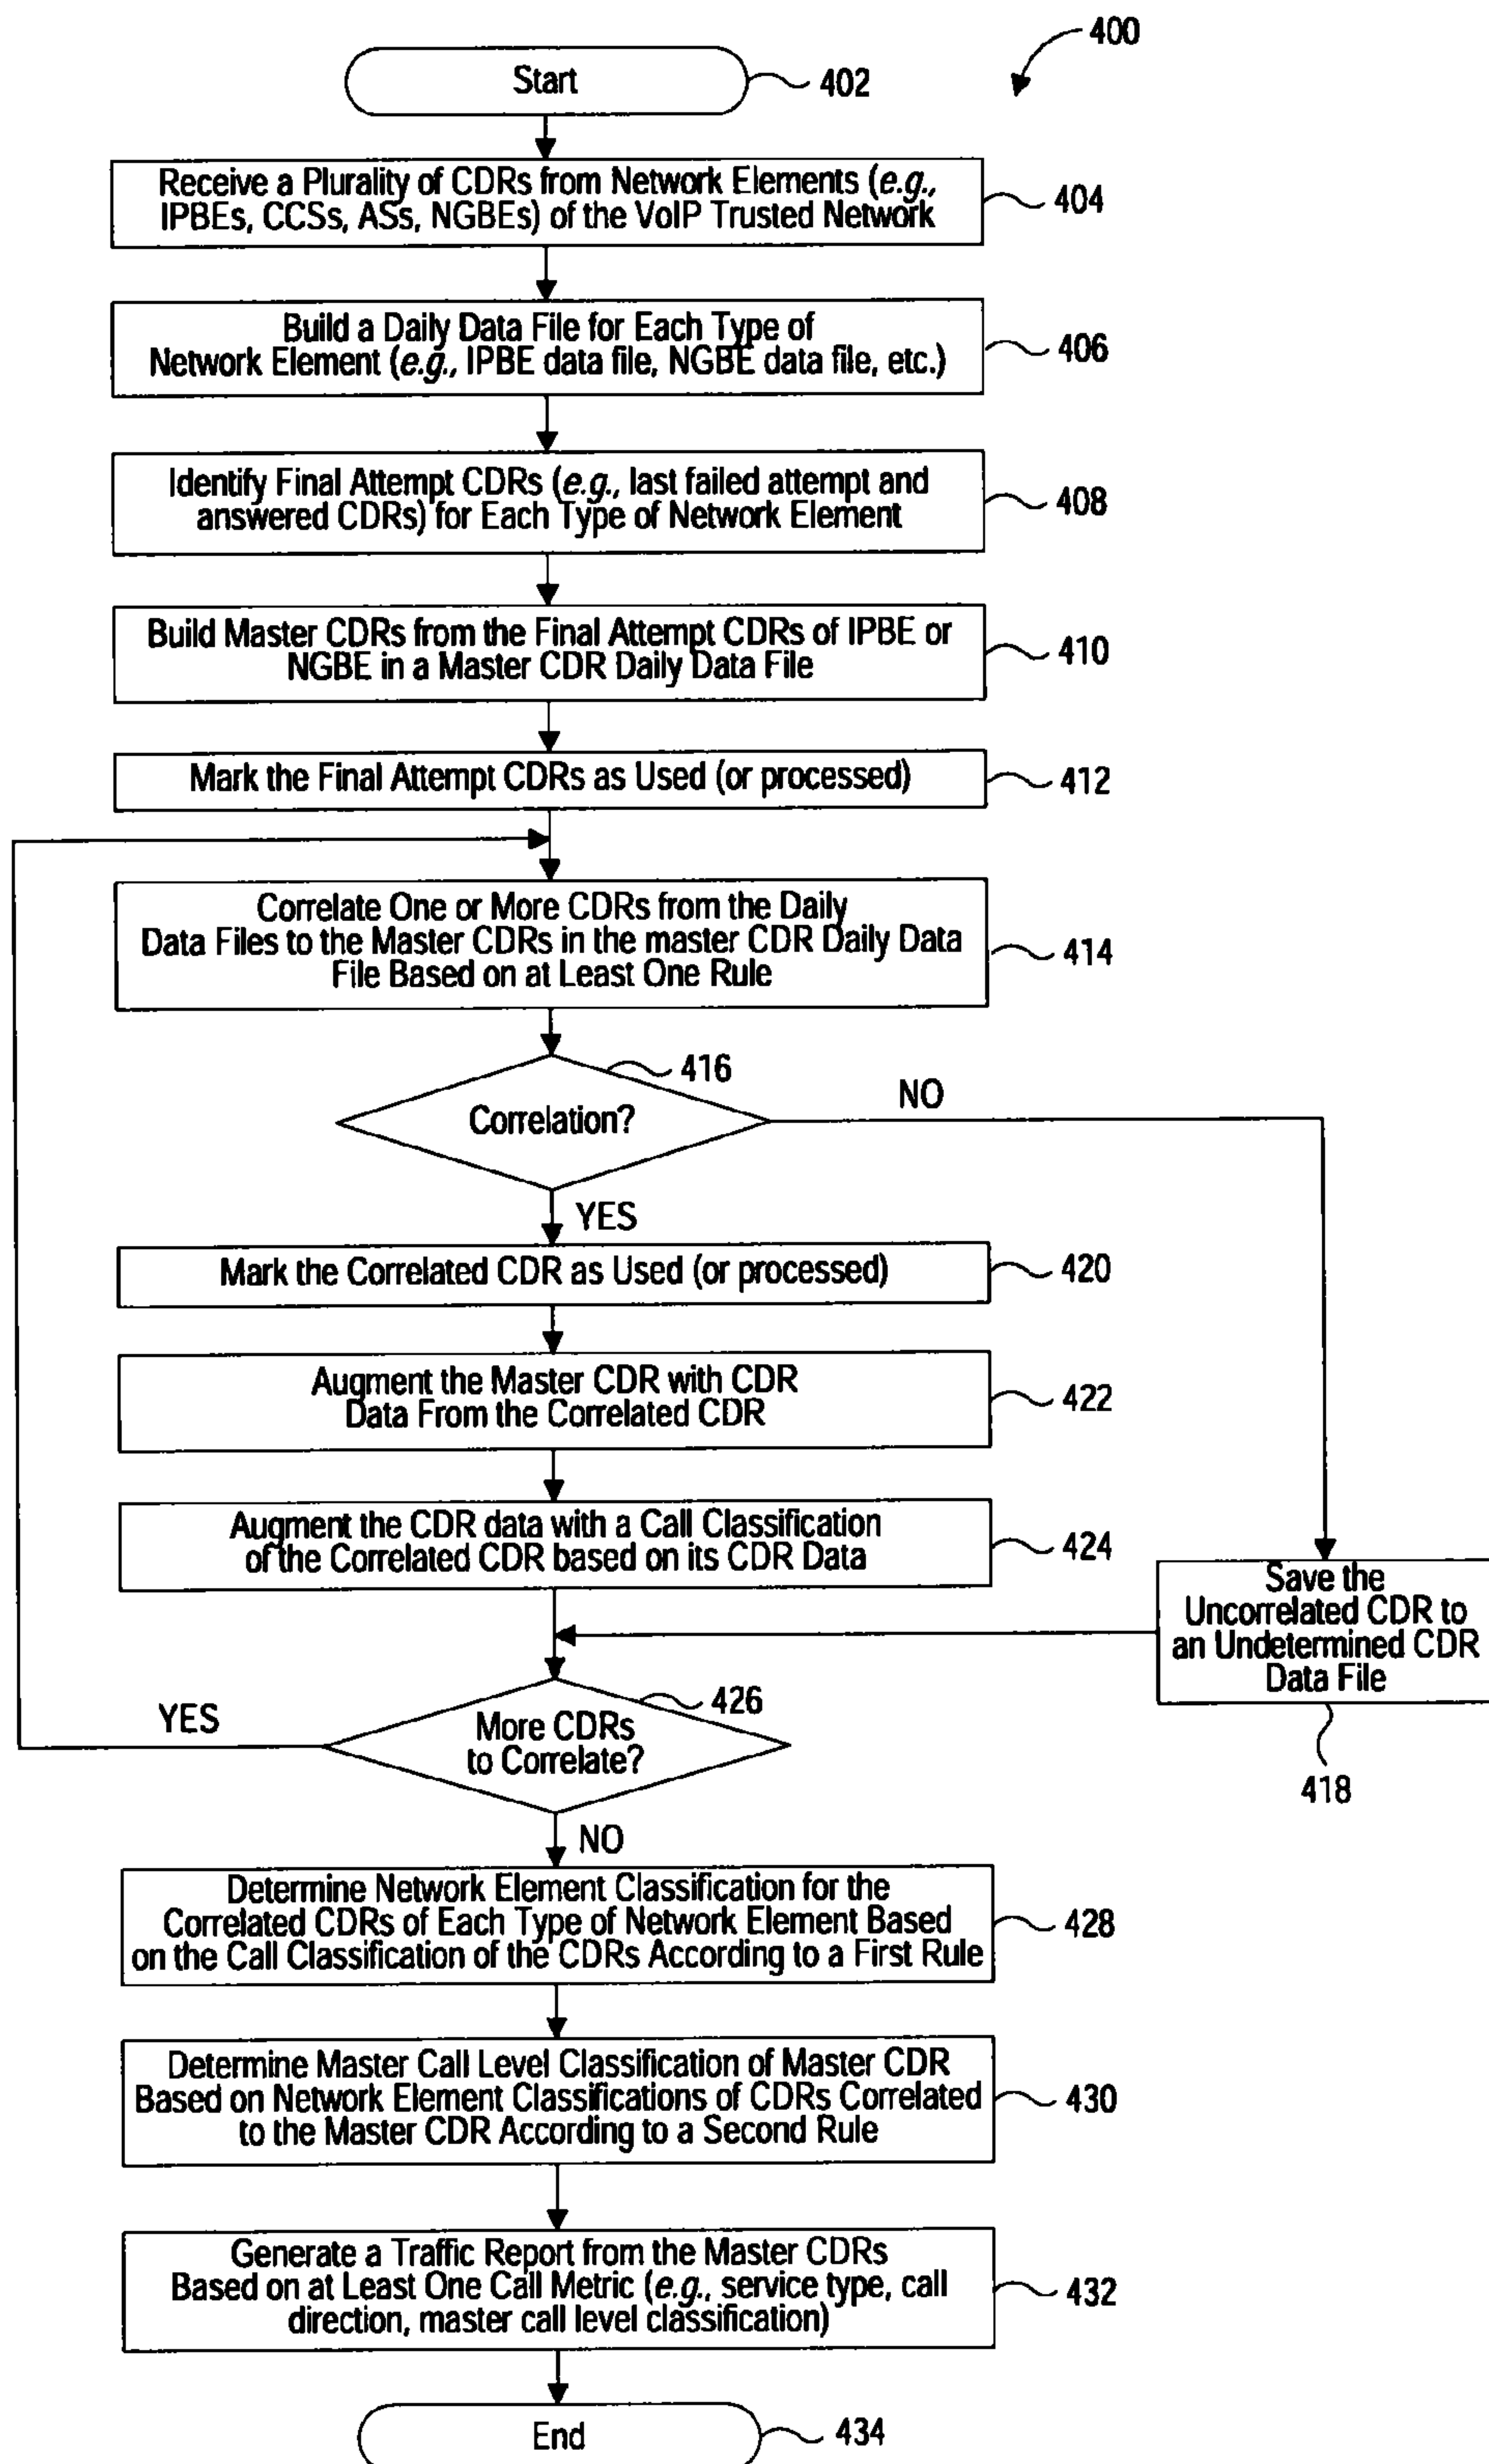 400
Start
402
Receive a Plurality of CDRs from Network Elements (e.g.,
IPBEs, CCSs, ASs, NGBEs) of the VoIP Trusted Network
404
Build a Daily Data File for Each Type of
Network Element (e.g., IPBE data file, NGBE data file, etc.)
406
Identify Final Attempt CDRs (e.g., last failed attempt and
answered CDRs) for Each Type of Network Element
408
Build Master CDRs from the Final Attempt CDRs of IPBE or
NGBE in a Master CDR Daily Data File
410
Mark the Final Attempt CDRs as Used (or processed)
412
Correlate One or More CDRs from the Daily
Data Files to the Master CDRs in the master CDR Daily Data
File Based on at Least One Rule
414
416
Correlation?
NO
YES
Mark the Correlated CDR as Used (or processed)
420
Augment the Master CDR with CDR
Data From the Correlated CDR
422
Augment the CDR data with a Call Classification
of the Correlated CDR based on its CDR Data
424
Save the
Uncorrelated CDR to
an Undetermined CDR
Data File
418
426
More CDRs
to Correlate?
YES
NO
Determine Network Element Classification for the
Correlated CDRs of Each Type of Network Element Based
on the Call Classification of the CDRs According to a First Rule
428
Determine Master Call Level Classification of Master CDR
Based on Network Element Classifications of CDRs Correlated
to the Master CDR According to a Second Rule
430
Generate a Traffic Report from the Master CDRs
Based on at Least One Call Metric (e.g., service type, call
direction, master call level classification)
432
End
434